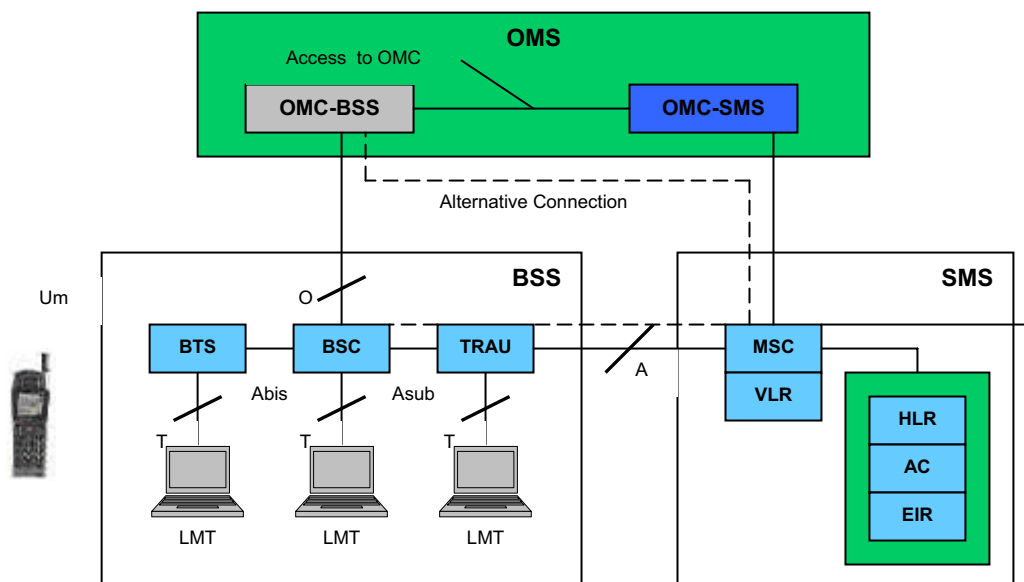 OMS
Access to OMC
OMC-BSS
OMC-SMS
Alternative Connection
BSS
SMS
Um
O
BTS
BSC
TRAU
MSC
A
VLR
Abis
Asub
T
T
T
HLR
AC
EIR
LMT
LMT
LMT